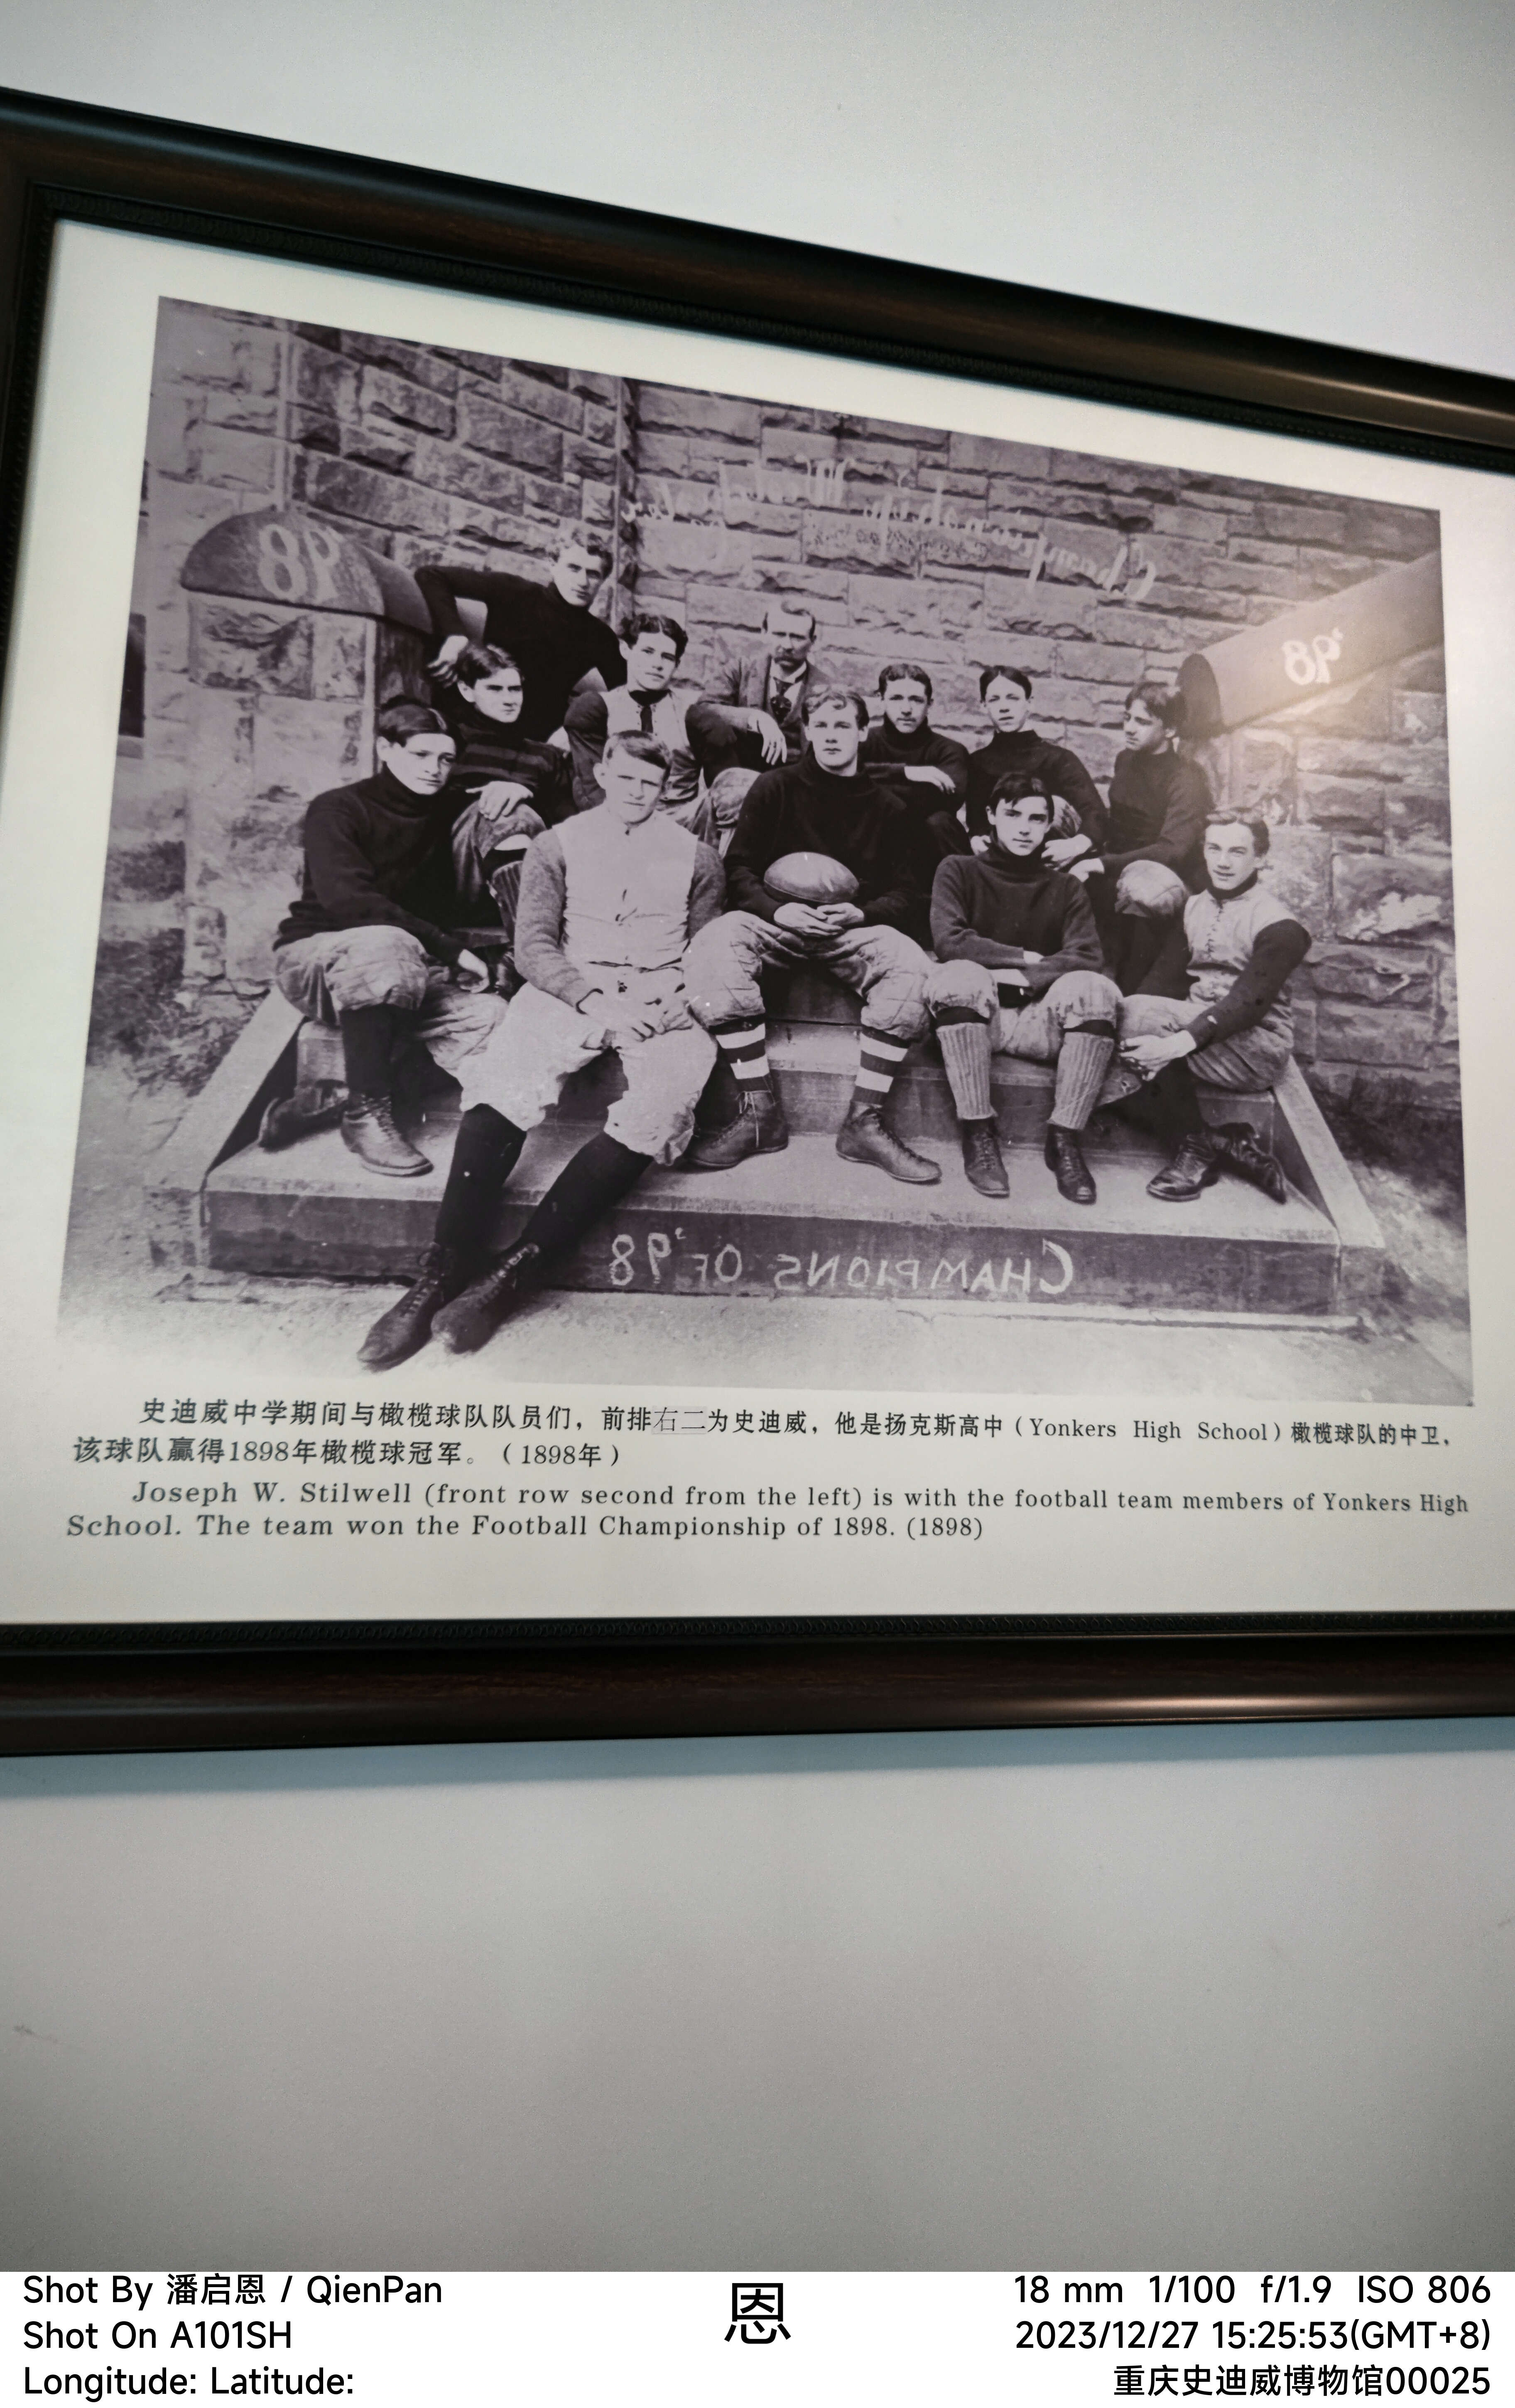 '98
'98
CHAMPIONS OF '98
史迪威中学期间与橄榄球队队员们，前排右二为史迪威，他是扬克斯高中（Yonkers High School）橄榄球队的中卫，
该球队赢得1898年橄榄球冠军。（1898年）
Joseph W. Stilwell (front row second from the left) is with the football team members of Yonkers High
School. The team won the Football Championship of 1898. (1898)
Shot By 潘启恩 / QienPan
Shot On A101SH
Longitude: Latitude:
恩
18 mm 1/100 f/1.9 ISO 806
2023/12/27 15:25:53(GMT+8)
重庆史迪威博物馆00025